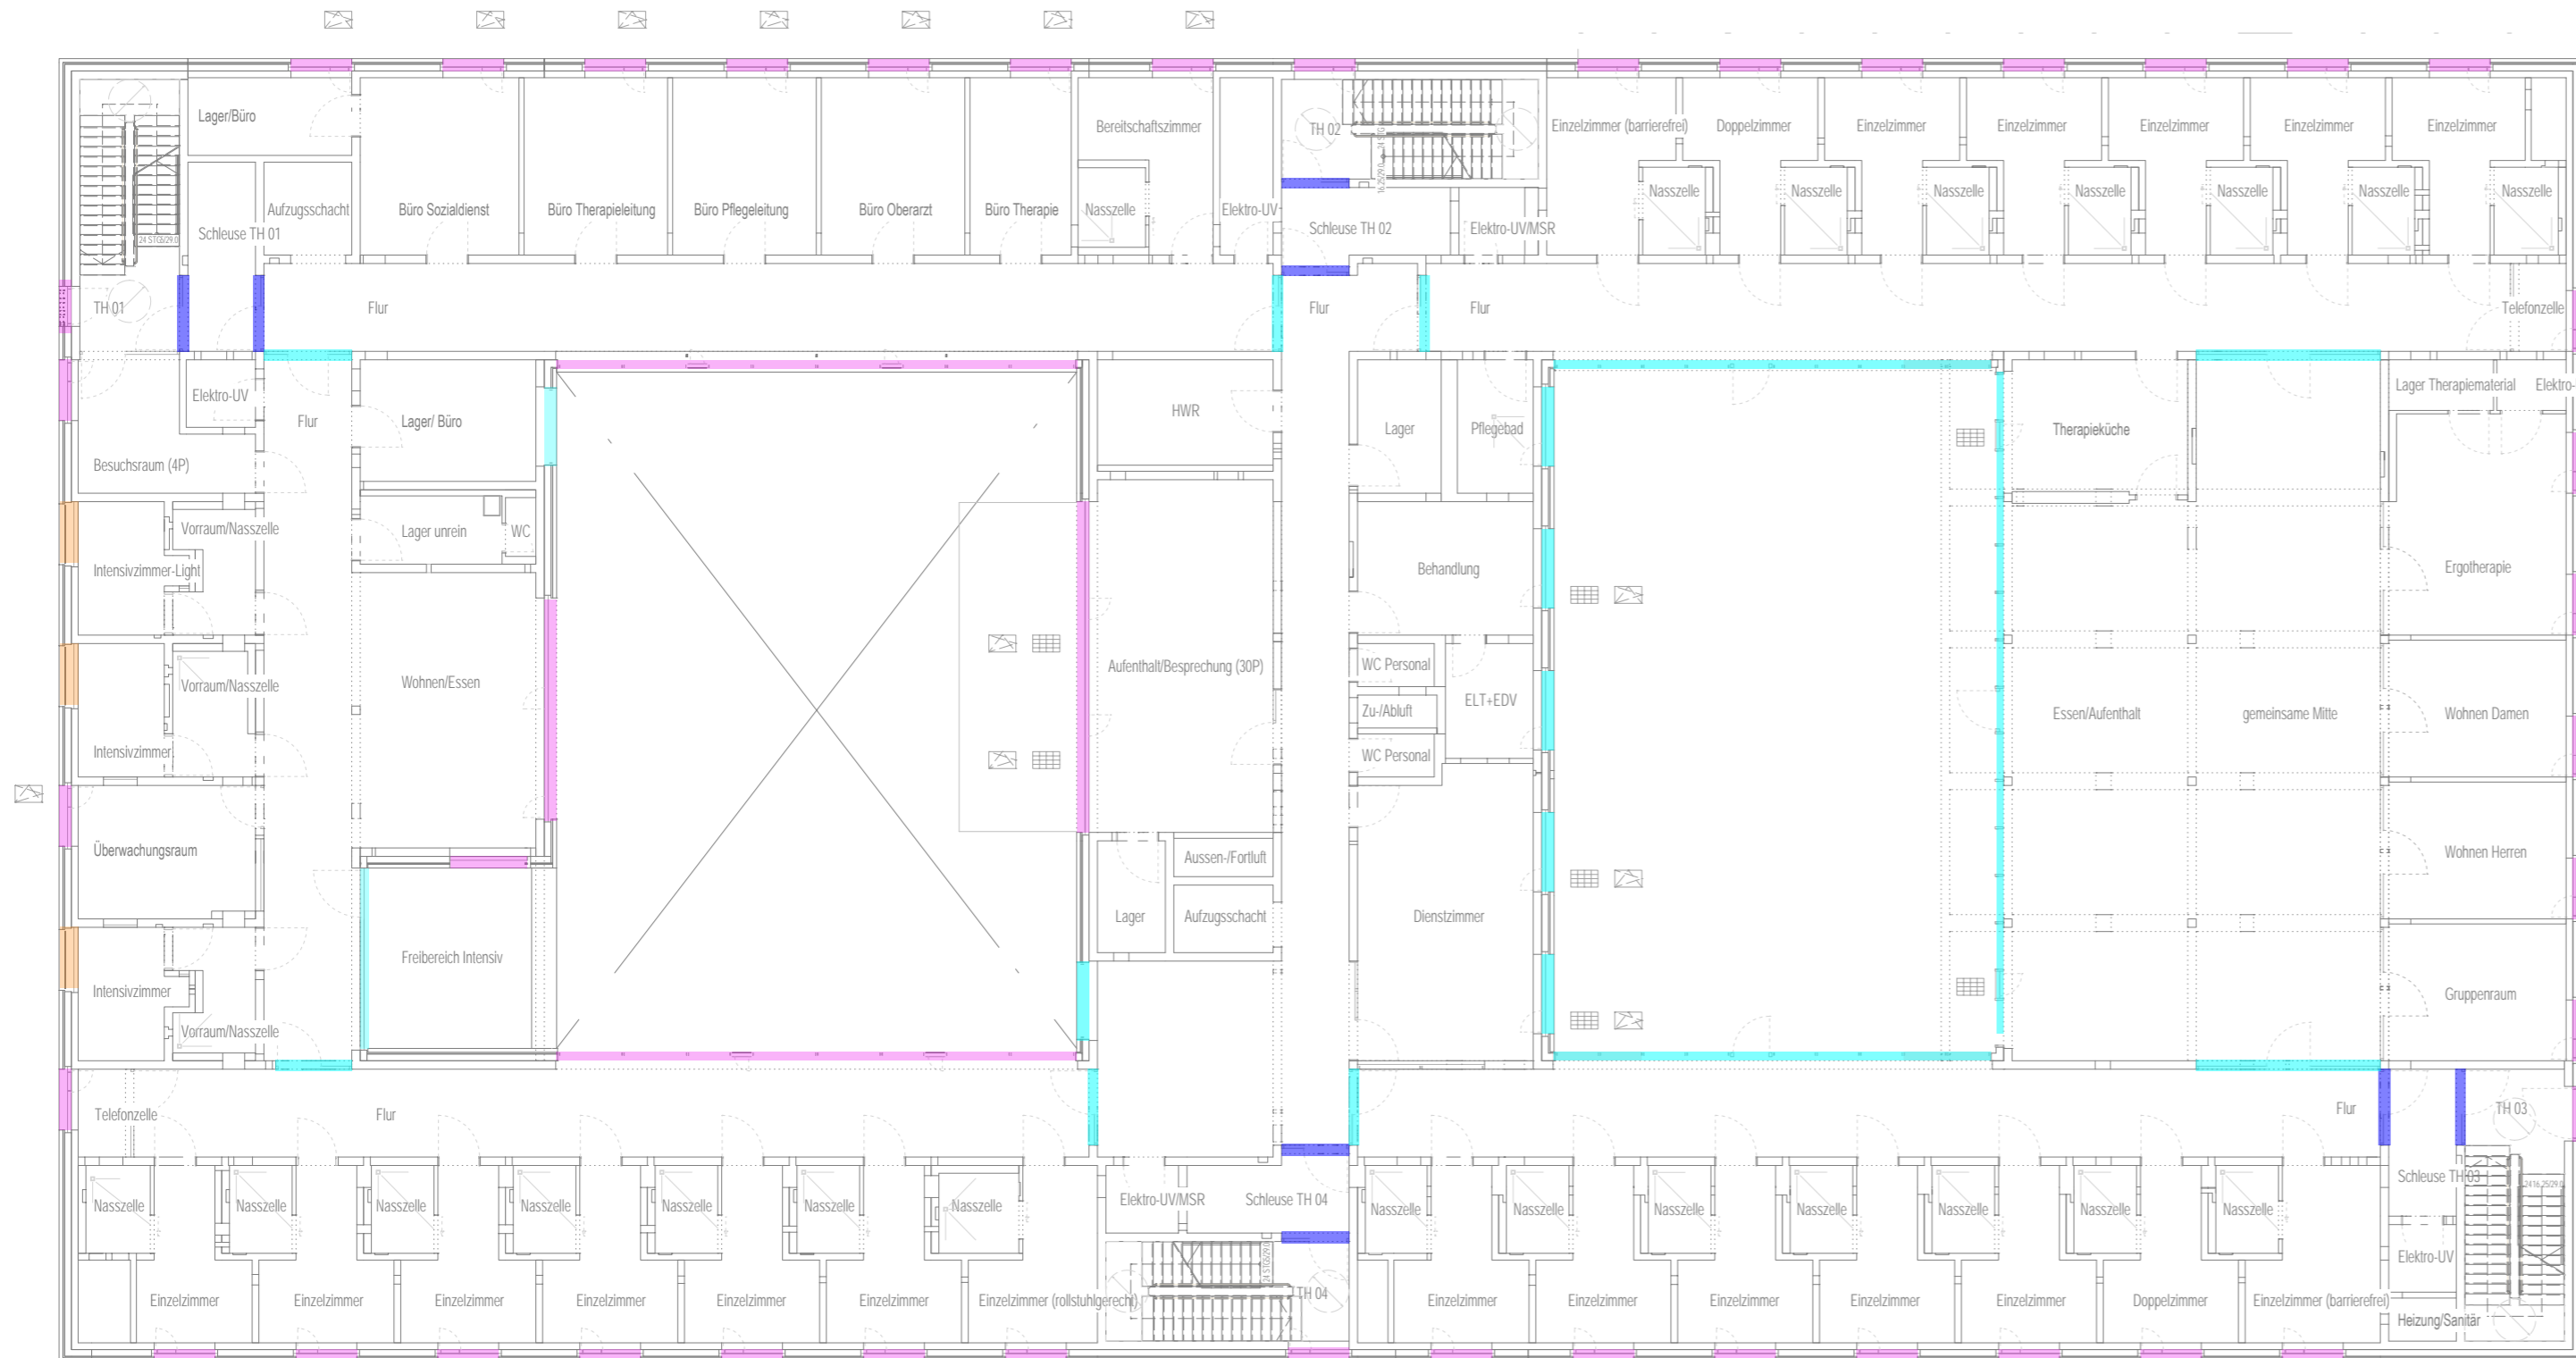 Lager/Büro
Bereitschaftszimmer
TH 02
Einzelzimmer (barrierefrei)
Doppelzimmer
Einzelzimmer
Einzelzimmer
Einzelzimmer
Einzelzimmer
Einzelzimmer
Aufzugsschacht
Büro Sozialdienst
Büro Therapieleitung
Büro Pflegeleitung
Büro Oberarzt
Büro Therapie
Nasszelle
Elektro-UV
Nasszelle
Nasszelle
Nasszelle
Nasszelle
Nasszelle
Nasszelle
Nasszelle
Schleuse TH 01
Schleuse TH 02
Elektro-UV/MSR
TH 01
Flur
Flur
Flur
Telefonzelle
Elektro-UV
Flur
Lager/ Büro
HWR
Lager
Pflegebad
Therapieküche
Lager Therapiematerial
Elektro-
Besuchsraum (4P)
Vorraum/Nasszelle
Lager unrein
WC
Intensivzimmer-Light
Behandlung
Ergotherapie
Vorraum/Nasszelle
Wohnen/Essen
Aufenthalt/Besprechung (30P)
WC Personal
ELT+EDV
Zu-/Abluft
WC Personal
Essen/Aufenthalt
gemeinsame Mitte
Wohnen Damen
Intensivzimmer
Überwachungsraum
Aussen-/Fortluft
Wohnen Herren
Lager
Aufzugsschacht
Dienstzimmer
Freibereich Intensiv
Intensivzimmer
Gruppenraum
Vorraum/Nasszelle
Telefonzelle
Flur
Flur
TH 03
Nasszelle
Nasszelle
Nasszelle
Nasszelle
Nasszelle
Nasszelle
Nasszelle
Elektro-UV/MSR
Schleuse TH 04
Nasszelle
Nasszelle
Nasszelle
Nasszelle
Nasszelle
Nasszelle
Nasszelle
Schleuse TH 03
Elektro-UV
TH 04
Einzelzimmer
Einzelzimmer
Einzelzimmer
Einzelzimmer
Einzelzimmer
Einzelzimmer
Einzelzimmer (rollstuhlgerecht)
Einzelzimmer
Einzelzimmer
Einzelzimmer
Einzelzimmer
Einzelzimmer
Doppelzimmer
Einzelzimmer (barrierefrei)
Heizung/Sanitär